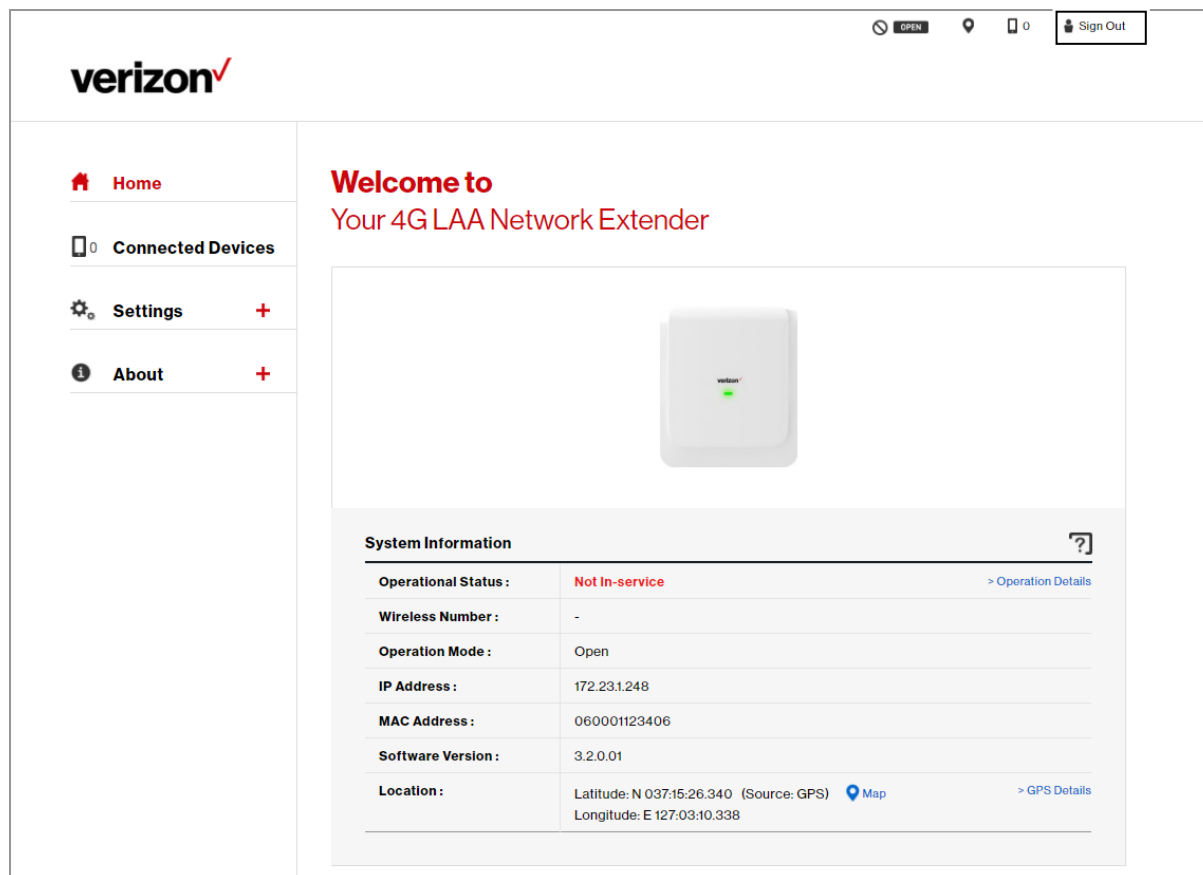 OPEN
0
Sign Out
verizon
Home
0 Connected Devices
Settings +
About +
Welcome to
Your 4G LAA Network Extender
verizon
System Information ?
Operational Status : Not In-service > Operation Details
Wireless Number : -
Operation Mode : Open
IP Address : 172.23.1.248
MAC Address : 060001123406
Software Version : 3.2.0.01
Location : Latitude: N 037:15:26.340 (Source: GPS) Map > GPS Details
Longitude: E 127:03:10.338